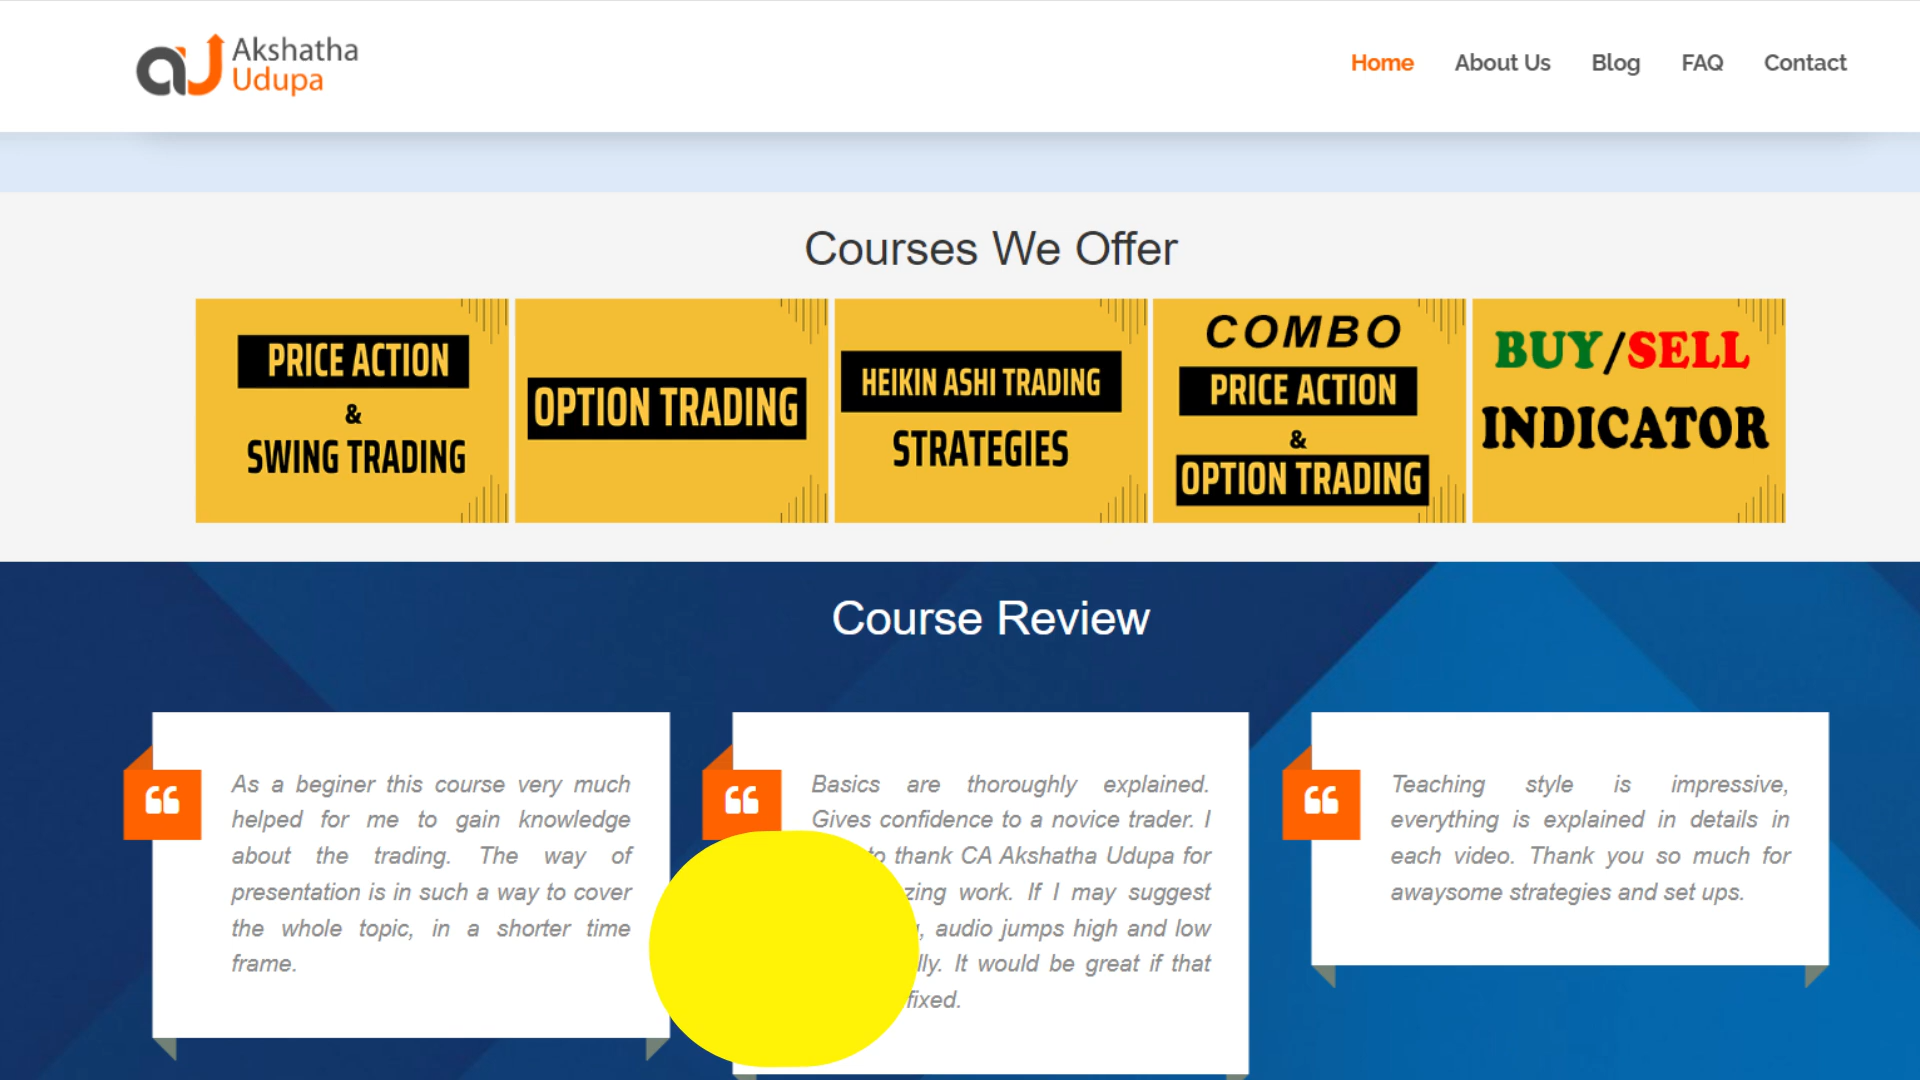 Akshatha
Udupa
Home About Us Blog FAQ Contact
Courses We Offer
PRICE ACTION
&
SWING TRADING
OPTION TRADING
HEIKIN ASHI TRADING
STRATEGIES
COMBO
PRICE ACTION
&
OPTION TRADING
BUY/SELL
INDICATOR
Course Review
As a beginer this course very much
helped for me to gain knowledge
about the trading. The way of
presentation is in such a way to cover
the whole topic, in a shorter time
frame.
Basics are thoroughly explained.
Gives confidence to a novice trader. I
to thank CA Akshatha Udupa for
work. If I may suggest
audio jumps high and low
It would be great if that
fixed.
Teaching style is impressive,
everything is explained in details in
each video. Thank you so much for
awaysome strategies and set ups.